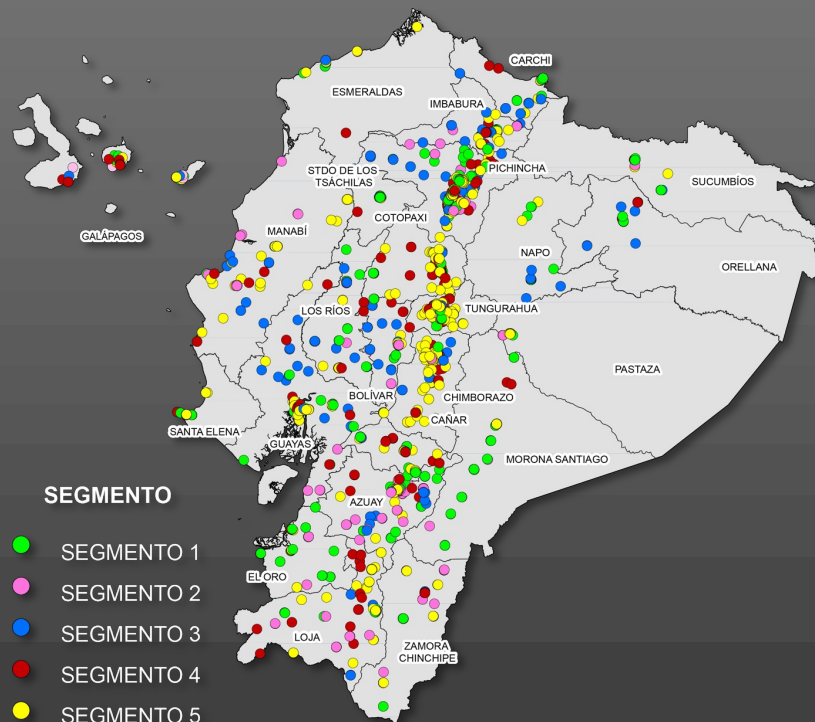 CARCHI
ESMERALDAS
IMBABURA
PICHINCHA
STDO DE LOS
TSÁCHILAS
SUCUMBÍOS
COTOPAXI
MANABÍ
GALÁPAGOS
NAPO
ORELLANA
LOS RÍOS
TUNGURAHUA
PASTAZA
BOLÍVAR
CHIMBORAZO
CAÑAR
SANTA ELENA
GUAYAS
MORONA SANTIAGO
AZUAY
EL ORO
LOJA
ZAMORA
CHINCHIPE
SEGMENTO
SEGMENTO 1
SEGMENTO 2
SEGMENTO 3
SEGMENTO 4
SEGMENTO 5